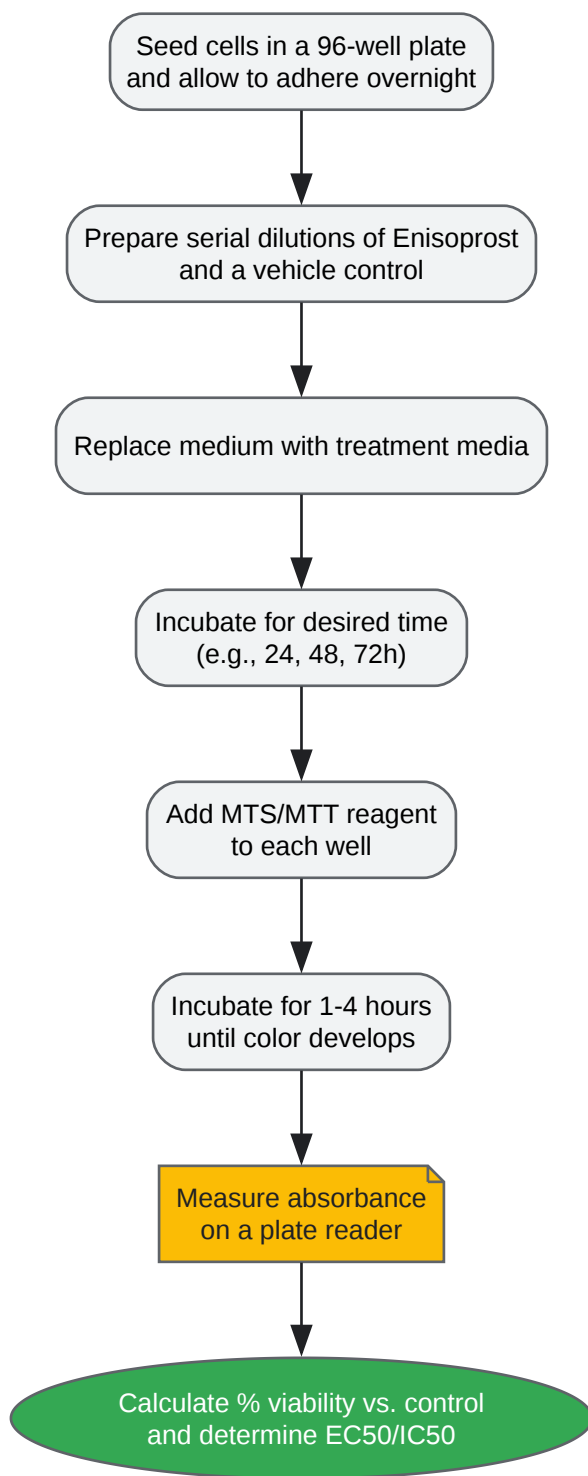 Seed cells in a 96-well plate
and allow to adhere overnight
Prepare serial dilutions of Enisoprost
and a vehicle control
Replace medium with treatment media
Incubate for desired time
(e.g., 24, 48, 72h)
Add MTS/MTT reagent
to each well
Incubate for 1-4 hours
until color develops
Measure absorbance
on a plate reader
Calculate % viability vs. control
and determine EC50/IC50